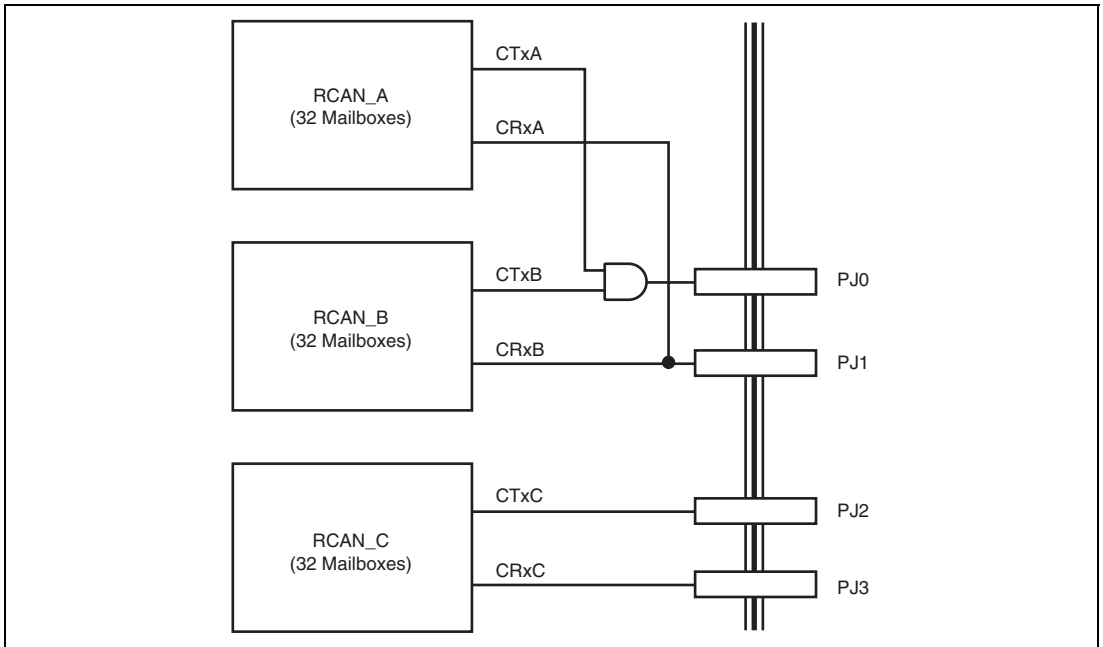 RCAN_A
(32 Mailboxes)
CTxA
CRxA
RCAN_B
(32 Mailboxes)
CTxB
CRxB
PJ0
PJ1
RCAN_C
(32 Mailboxes)
CTxC
CRxC
PJ2
PJ3